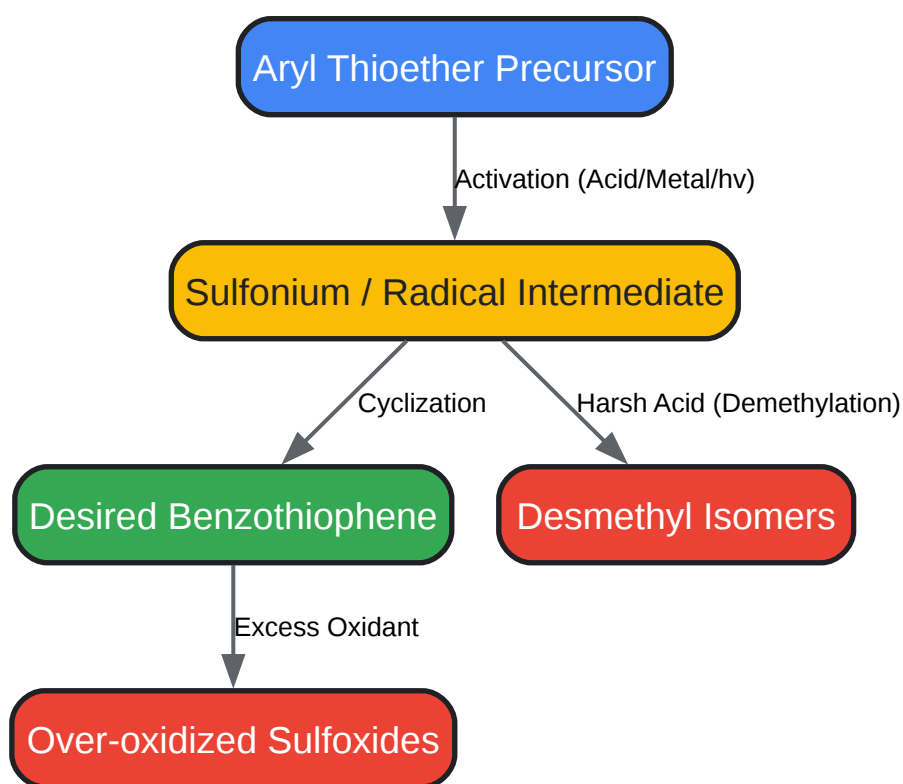 Aryl Thioether Precursor
Activation (Acid/Metal/hv)
Sulfonium / Radical Intermediate
Cyclization
Harsh Acid (Demethylation)
Desired Benzothiophene
Desmethyl Isomers
Excess Oxidant
Over-oxidized Sulfoxides